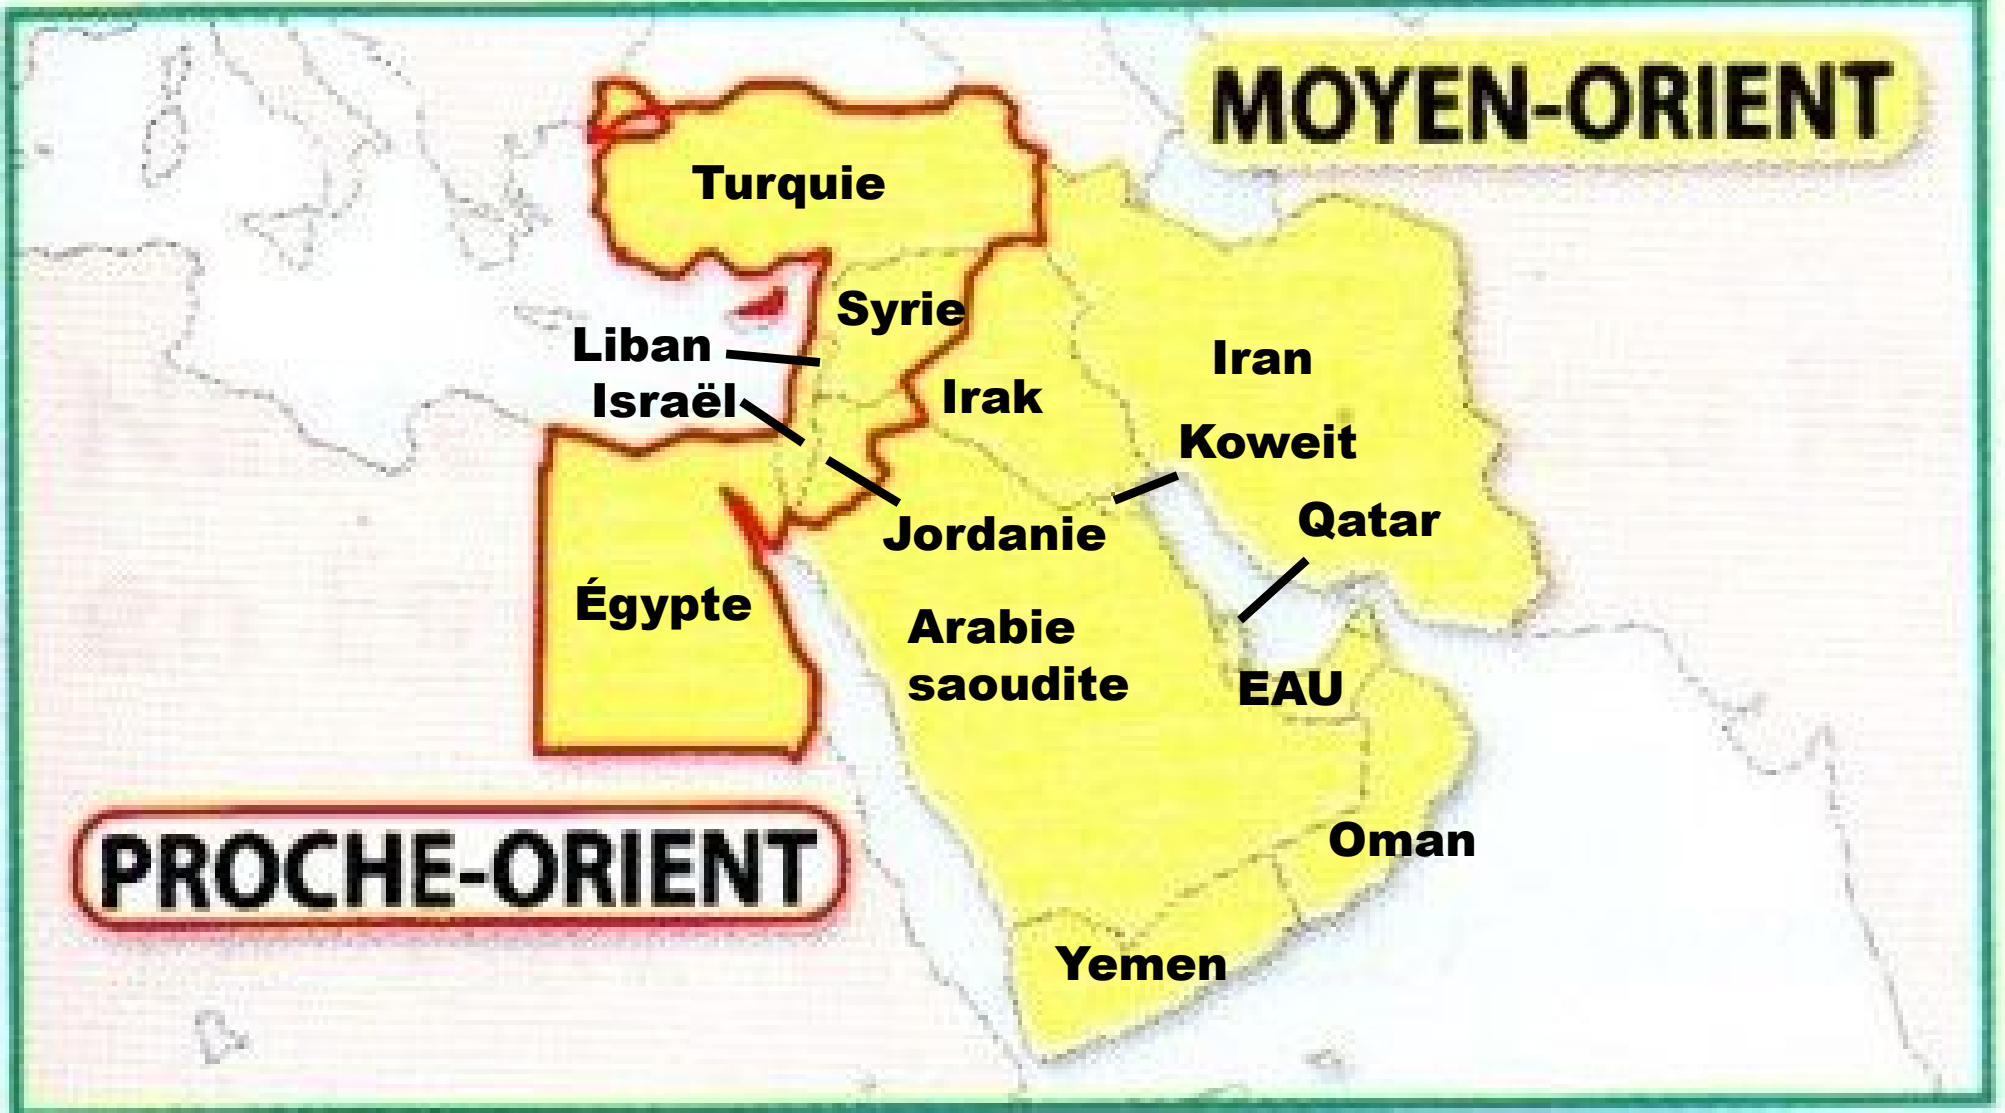 MOYEN-ORIENT
Turquie
Syrie
Liban
Israël
Irak
Iran
Koweit
Qatar
Jordanie
Égypte
Arabie
saoudite
EAU
Oman
PROCHE-ORIENT
Yemen